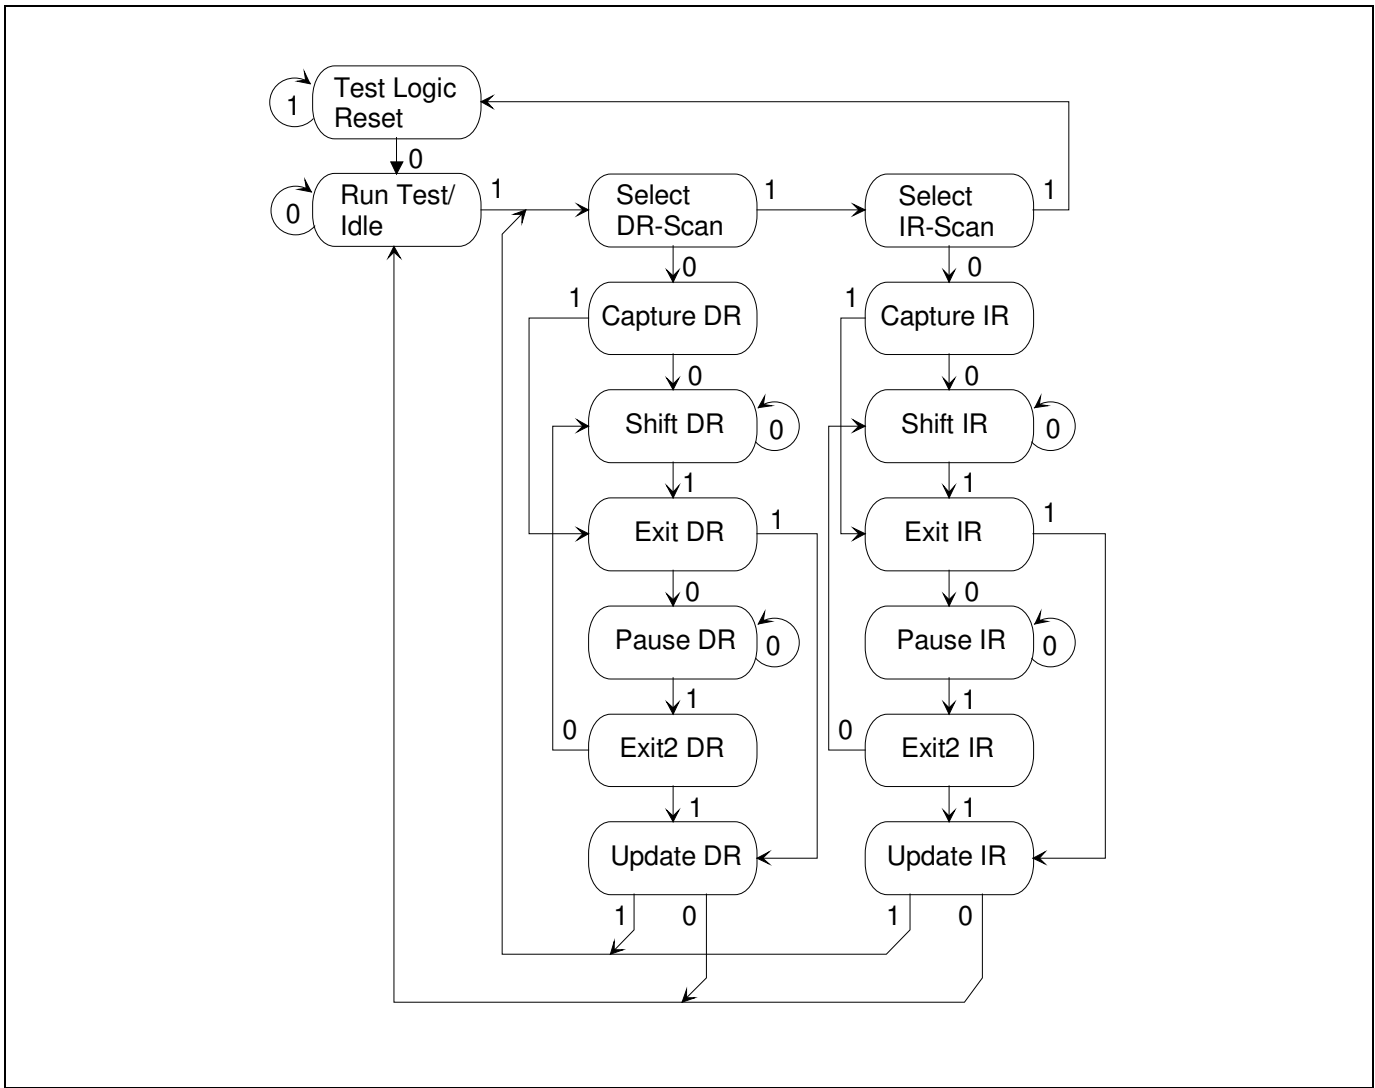 Test Logic
Reset
1
0
Run Test/
Idle
0
1
Select
DR-Scan
1
Select
IR-Scan
1
0
0
1
Capture DR
1
Capture IR
0
0
Shift DR
0
Shift IR
0
1
1
Exit DR
1
Exit IR
1
0
0
Pause DR
0
Pause IR
0
1
1
0
Exit2 DR
0
Exit2 IR
1
1
Update DR
Update IR
1
0
1
0